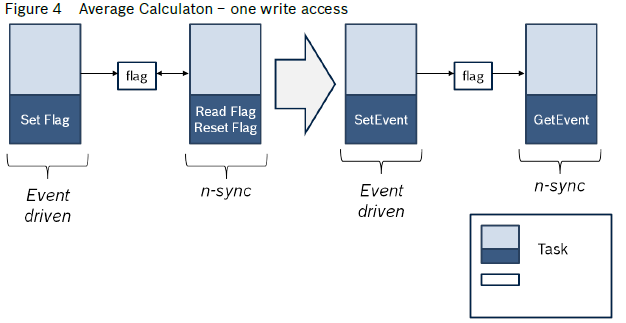 Figure 4 Average Calculaton – one write access
flag
flag
Set Flag
Read Flag
Reset Flag
SetEvent
GetEvent
Event
driven
n-sync
Event
driven
n-sync
Task